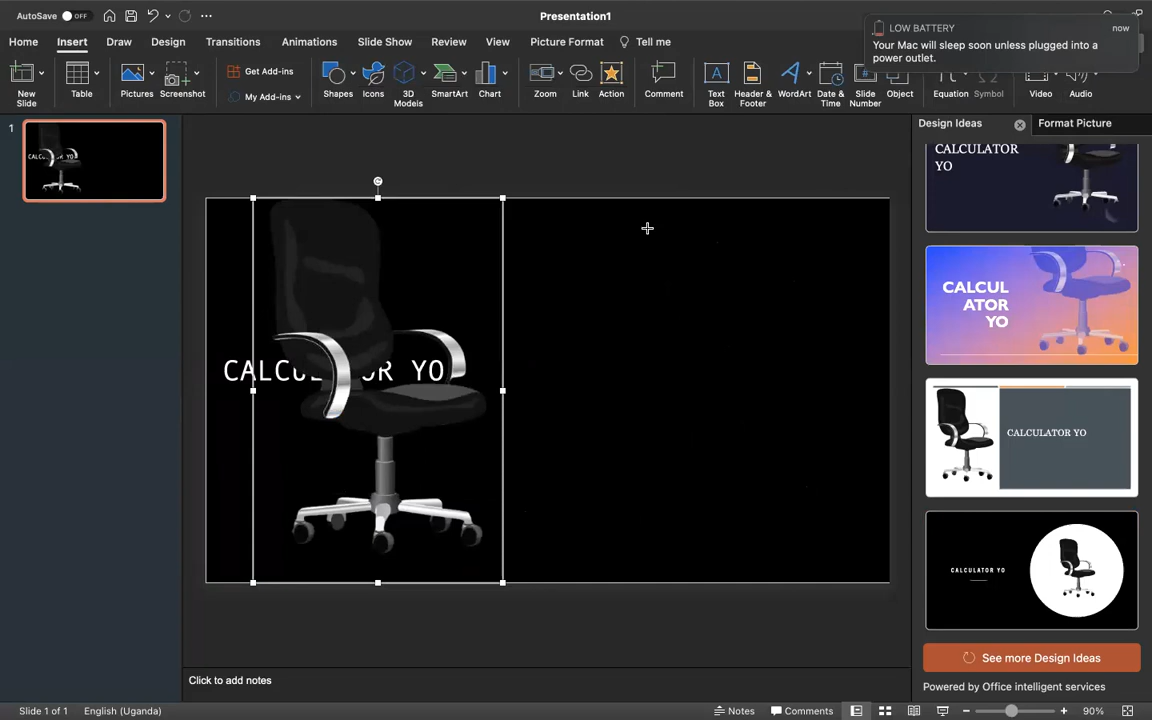 AutoSave OFF
Presentation1
LOW BATTERY now
Your Mac will sleep soon unless plugged into a
power outlet.
Home Insert Draw Design Transitions Animations Slide Show Review View Picture Format Tell me
New
Slide
Table
Pictures
Screenshot
Get Add-ins
My Add-ins
Shapes
Icons
3D
Models
SmartArt
Chart
Zoom
Link
Action
Comment
Text
Box
Header &
Footer
WordArt
Date &
Time
Slide
Number
Object
Equation
Symbol
Video
Audio
1
CALCULATOR YO
Design Ideas
Format Picture
CALCULATOR
YO
CALCUL
ATOR
YO
CALCULATOR YO
CALCULATOR YO
See more Design Ideas
Powered by Office intelligent services
Click to add notes
Slide 1 of 1 English (Uganda) Notes Comments 90%